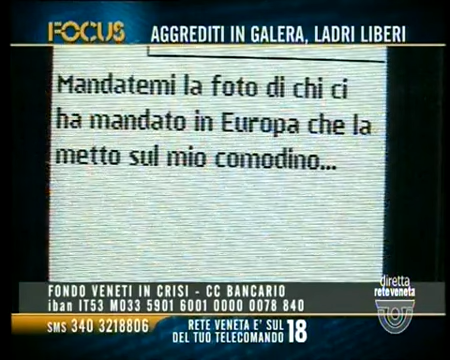 FOCUS
AGGREDITI IN GALERA, LADRI LIBERI
Mandatemi la foto di chi ci
ha mandato in Europa che la
metto sul mio comodino...
diretta
reteveneta
FONDO VENETI IN CRISI - CC BANCARIO
iban IT53 M033 5901 6001 0000 0078 840
SMS 340 3218806
RETE VENETA E' SUL
DEL TUO TELECOMANDO 18